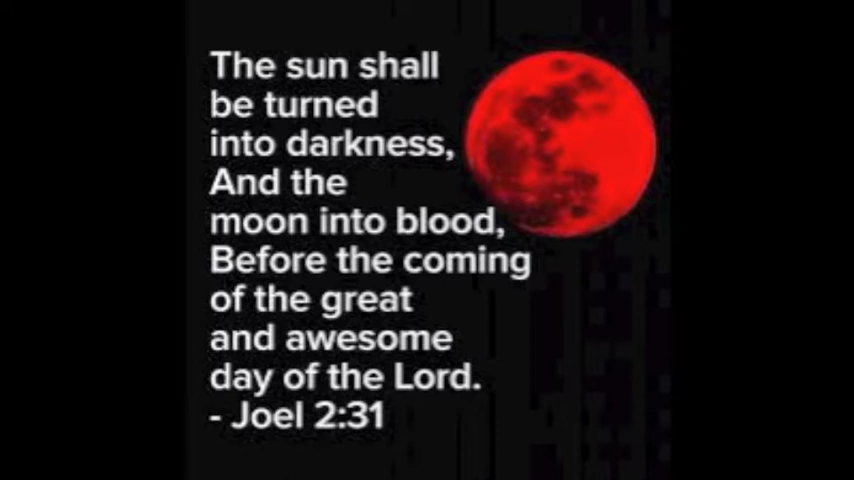 The sun shall
be turned
into darkness,
And the
moon into blood,
Before the coming
of the great
and awesome
day of the Lord.
- Joel 2:31